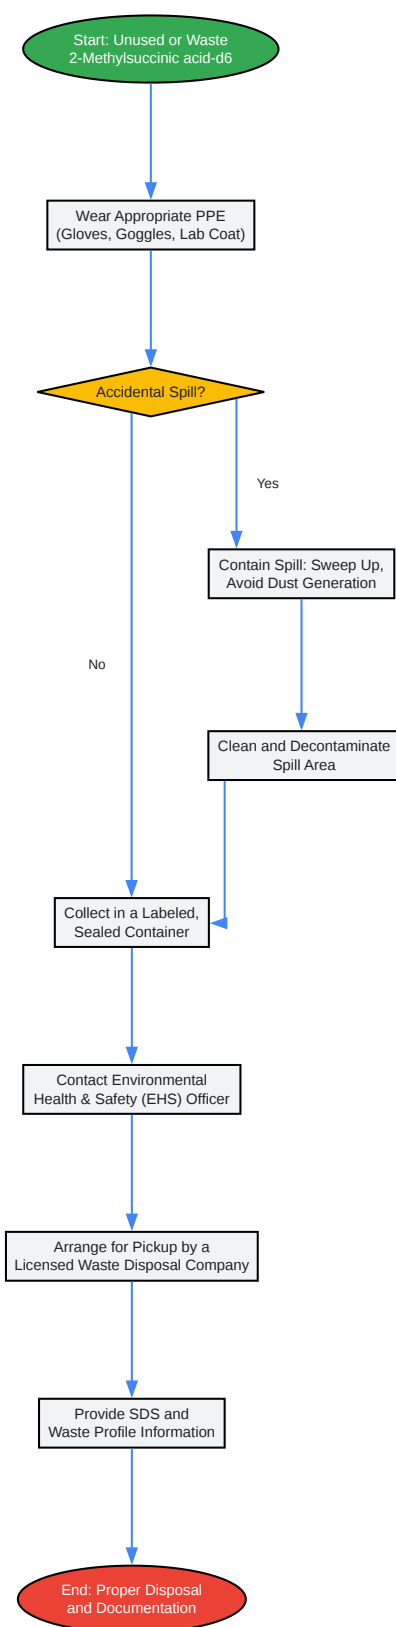 Start: Unused or Waste
2-Methylsuccinic acid-d6
Wear Appropriate PPE
(Gloves, Goggles, Lab Coat)
Accidental Spill?
Yes
Contain Spill: Sweep Up,
Avoid Dust Generation
No
Clean and Decontaminate
Spill Area
Collect in a Labeled,
Sealed Container
Contact Environmental
Health & Safety (EHS) Officer
Arrange for Pickup by a
Licensed Waste Disposal Company
Provide SDS and
Waste Profile Information
End: Proper Disposal
and Documentation